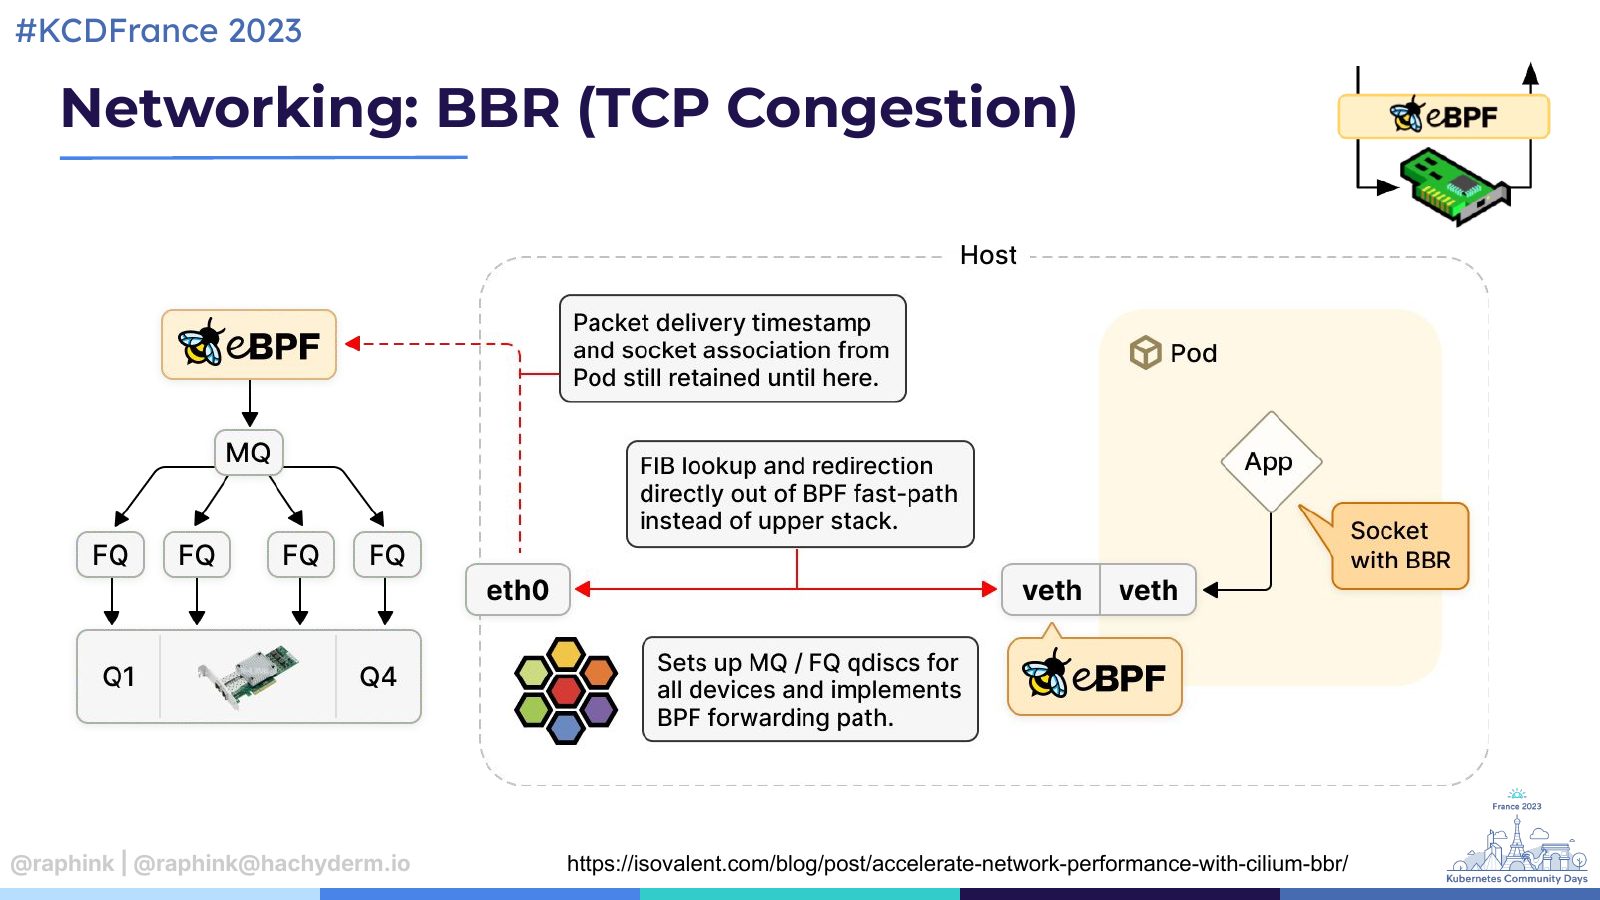 #KCDFrance 2023
Networking: BBR (TCP Congestion)
eBPF
Host
eBPF
Packet delivery timestamp
and socket association from
Pod still retained until here.
Pod
MQ
FIB lookup and redirection
directly out of BPF fast-path
instead of upper stack.
App
Socket
with BBR
FQ
FQ
FQ
FQ
eth0
veth
veth
Q1
Q4
Sets up MQ / FQ qdiscs for
all devices and implements
BPF forwarding path.
eBPF
France 2023
Kubernetes Community Days
@raphink | @raphink@hachyderm.io
https://isovalent.com/blog/post/accelerate-network-performance-with-cilium-bbr/